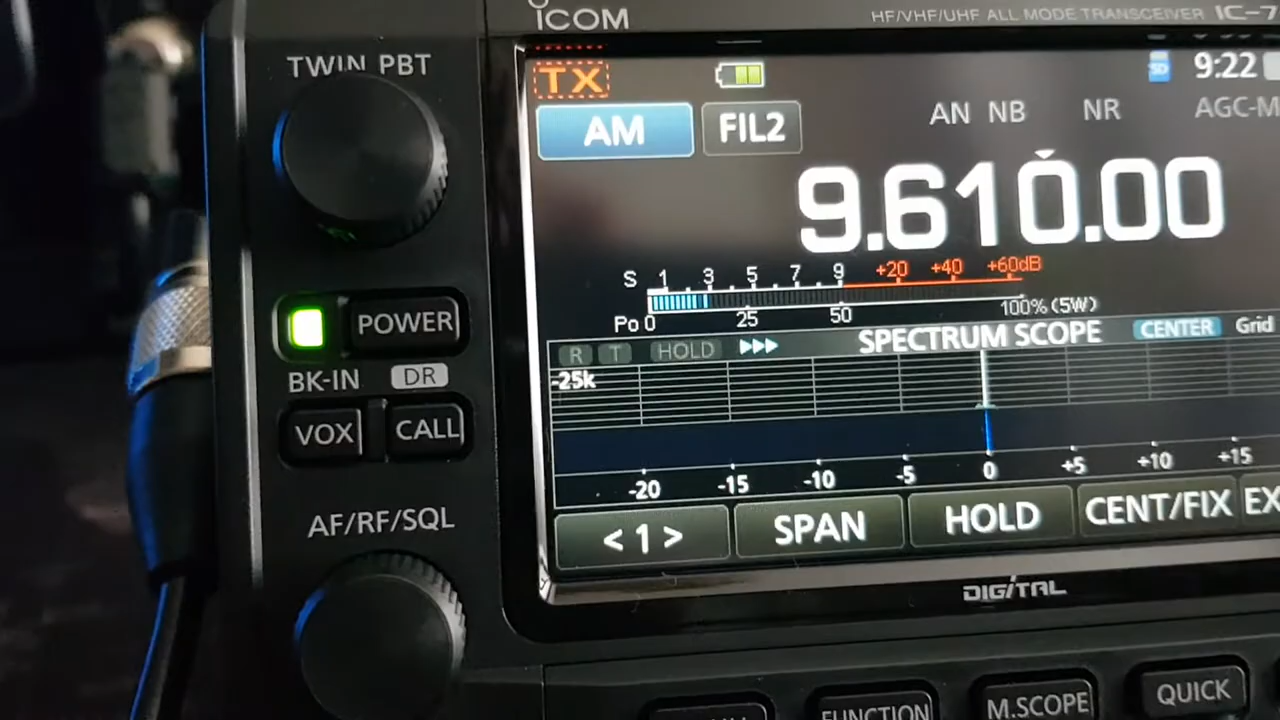 ICOM
HF/VHF/UHF ALL MODE TRANSCEIVER IC-7
TWIN PBT
TX
SD
9:22
AM
FIL2
AN NB NR AGC-M
9.610.00
S 1 3 5 7 9 +20 +40 +60dB
Po 0 25 50 100% (5W)
POWER
R T HOLD
SPECTRUM SCOPE
CENTER
Grid
BK-IN DR
-25k
VOX
CALL
-20 -15 -10 -5 0 +5 +10 +15
< 1 >
SPAN
HOLD
CENT/FIX
EX
AF/RF/SQL
DIGITAL
FUNCTION
M.SCOPE
QUICK